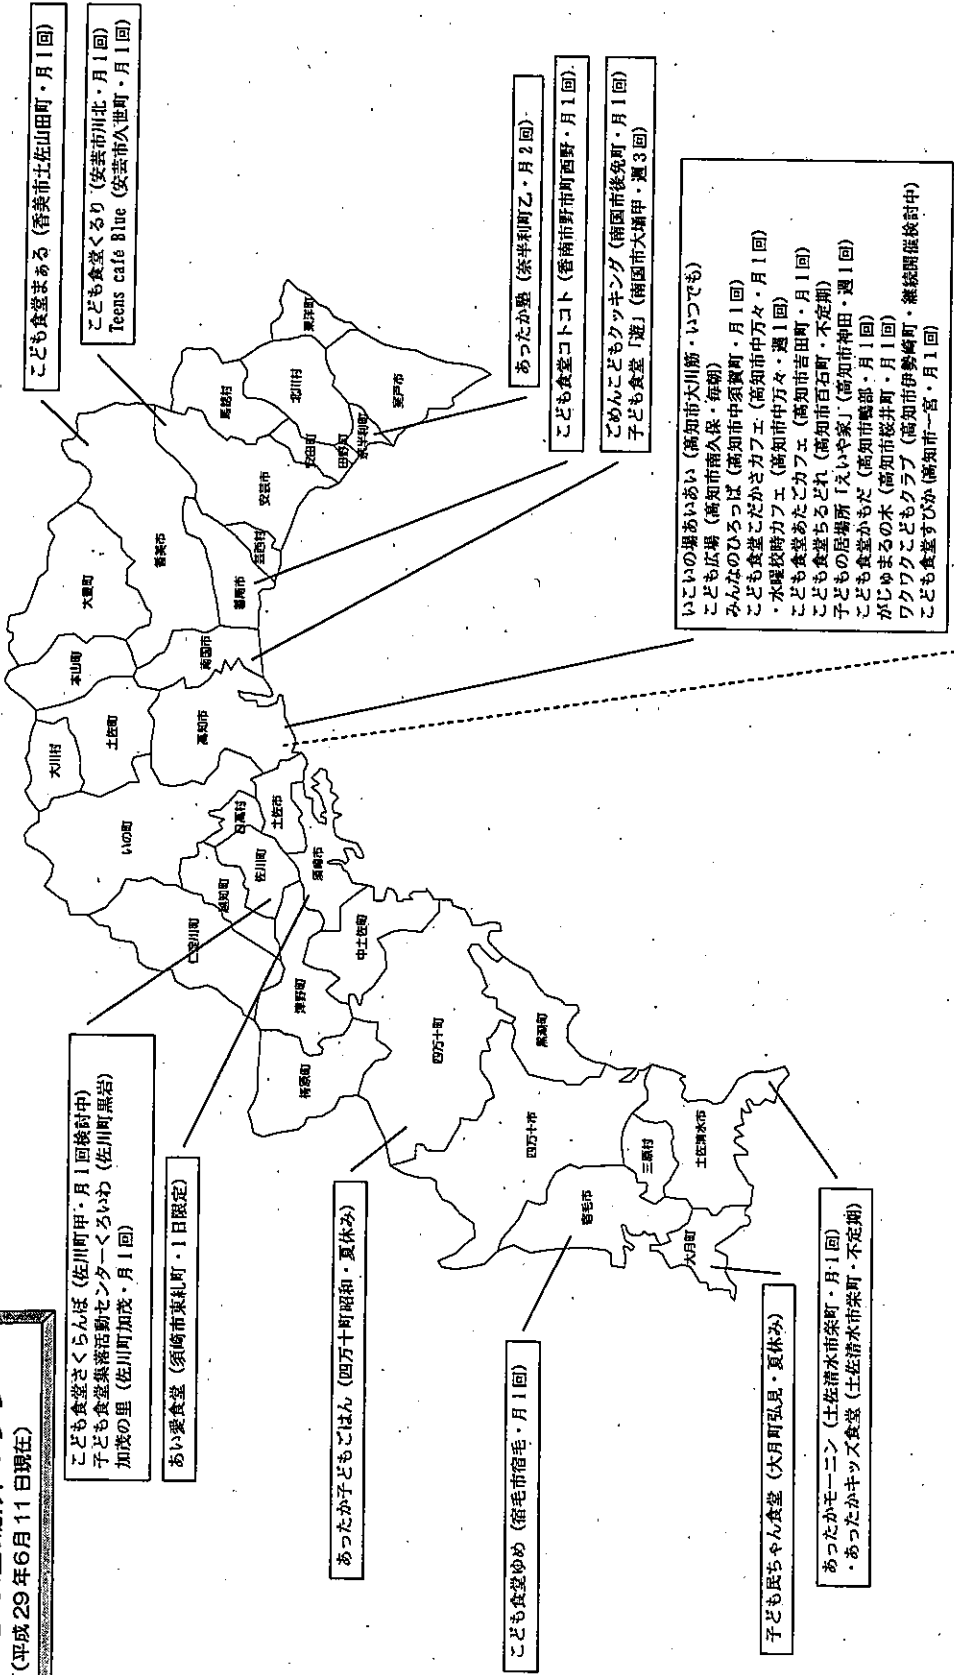 (平成29年6月11日現在)
こども食堂さくらんぼ (佐川町甲・月1回検討中)
子ども食堂集落活動センターくろいわ (佐川町黒岩)
加茂の里 (佐川町加茂・月1回)
あい愛食堂 (須崎市東糺町・1日限定)
あったか子どもごはん (四万十町昭和・夏休み)
こども食堂ゆめ (宿毛市宿毛・月1回)
子ども民ちゃん食堂 (大月町弘見・夏休み)
あったかモーニン (土佐清水市栄町・月1回)
・あったかキッズ食堂 (土佐清水市栄町・不定期)
こども食堂まぁる (香美市土佐山田町・月1回)
こども食堂くるり (安芸市川北・月1回)
Teens café Blue (安芸市久世町・月1回)
あったか塾 (奈半利町乙・月2回)
こども食堂コトコト (香南市野市町西野・月1回)
ごめんこどもクッキング (南国市後免町・月1回)
子ども食堂「遊」(南国市大埇甲・週3回)
いこいの場あいあい (高知市大川筋・いつでも)
こども広場 (高知市南久保・毎朝)
みんなのひろっぱ (高知市中須賀町・月1回)
こども食堂こだかさカフェ (高知市中万々・月1回)
・水曜校時カフェ (高知市中万々・週1回)
こども食堂あたごカフェ (高知市吉田町・月1回)
こども食堂ちるどれ (高知市百石町・不定期)
子どもの居場所「えいや家」(高知市神田・週1回)
こども食堂かもだ (高知市鴨部・月1回)
がじゅまるの木 (高知市桜井町・月1回)
ワクワクこどもクラブ (高知市伊勢崎町・継続開催検討中)
こども食堂すびか (高知市一宮・月1回)
大川村
本山町
大豊町
土佐町
いの町
高知市
南国市
香美市
香南市
芸西村
安芸市
馬路村
北川村
東洋町
安田町
田野町
奈半利町
室戸市
仁淀川町
越知町
日高村
佐川町
土佐市
須崎市
津野町
中土佐町
梼原町
四万十町
黒潮町
四万十市
三原村
宿毛市
土佐清水市
大月町